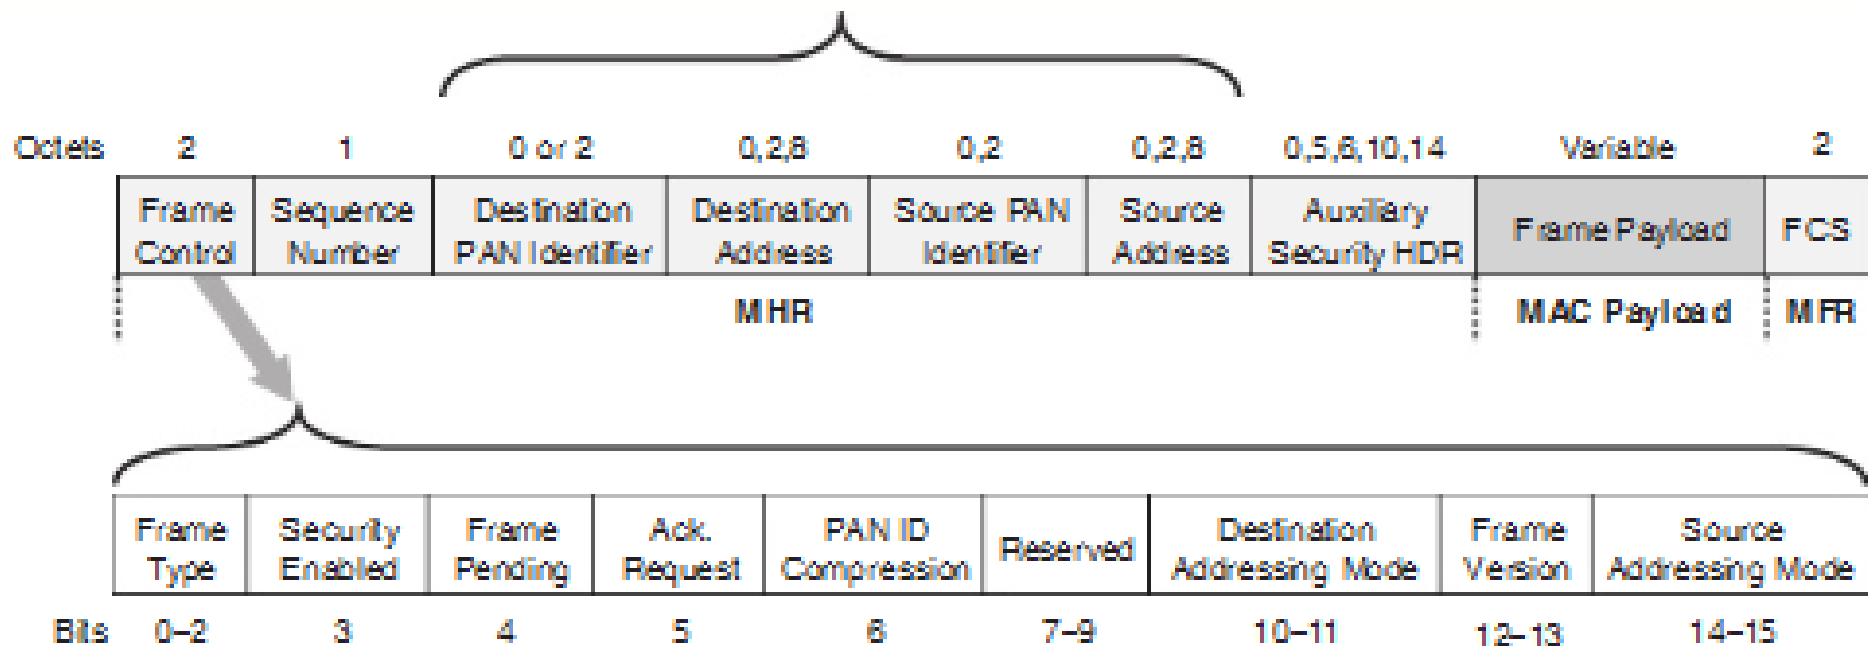 Octets 2 1 0 or 2 0,2,8 0,2 0,2,8 0,5,6,10,14 Variable 2
Frame Control Sequence Number Destination PAN Identifier Destination Address Source PAN Identifier Source Address Auxiliary Security HDR Frame Payload FCS
MHR MAC Payload MFR
Frame Type Security Enabled Frame Pending Ack. Request PAN ID Compression Reserved Destination Addressing Mode Frame Version Source Addressing Mode
Bits 0–2 3 4 5 6 7–9 10–11 12–13 14–15